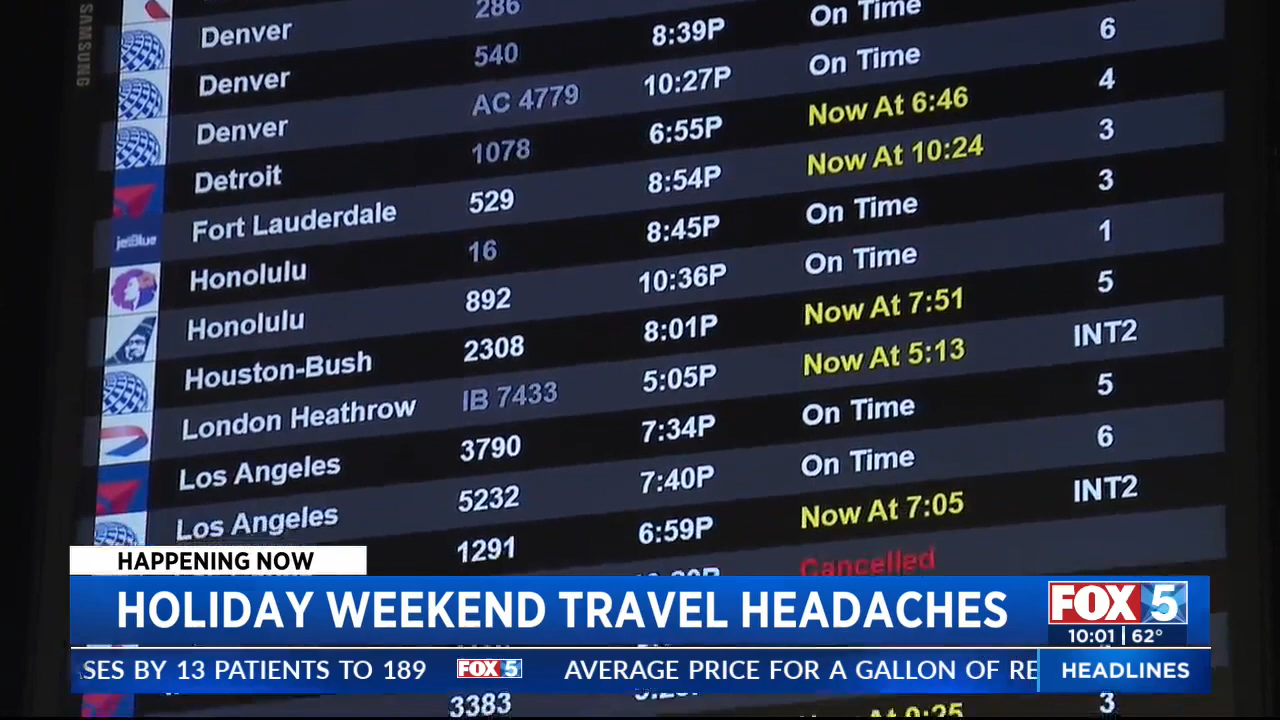 SAMSUNG
Denver 286
Denver 540 8:39P On Time
Denver AC 4779 10:27P On Time 6
Detroit 1078 6:55P Now At 6:46 4
jetBlue Fort Lauderdale 529 8:54P Now At 10:24 3
Honolulu 16 8:45P On Time 3
Honolulu 892 10:36P On Time 1
Houston-Bush 2308 8:01P Now At 7:51 5
London Heathrow IB 7433 5:05P Now At 5:13 INT2
Los Angeles 3790 7:34P On Time 5
Los Angeles 5232 7:40P On Time 6
1291 6:59P Now At 7:05 INT2
Cancelled
HAPPENING NOW
HOLIDAY WEEKEND TRAVEL HEADACHES
FOX 5
10:01 | 62°
SES BY 13 PATIENTS TO 189 FOX 5 AVERAGE PRICE FOR A GALLON OF RE
HEADLINES
3383 Now At 9:25 3